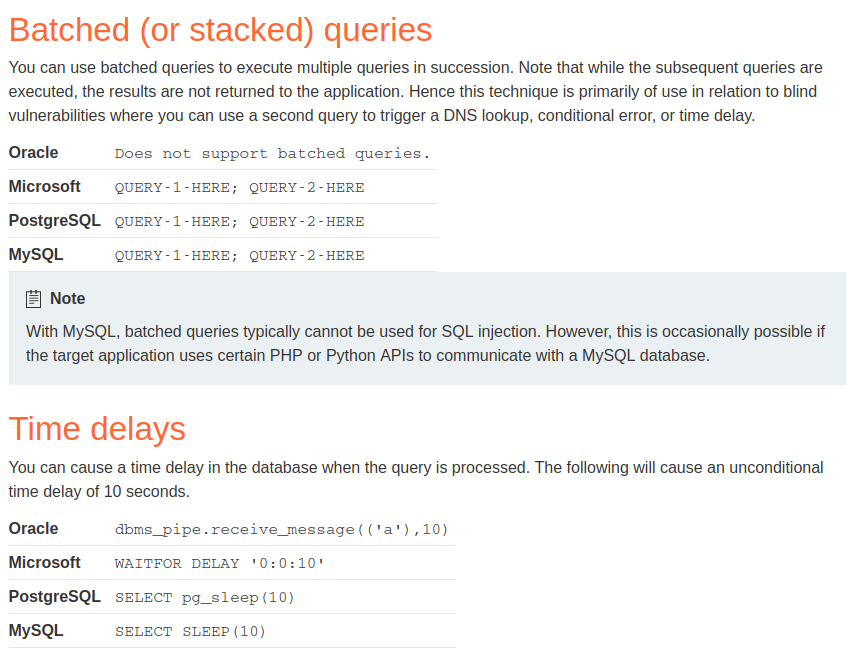 Batched (or stacked) queries
You can use batched queries to execute multiple queries in succession. Note that while the subsequent queries are
executed, the results are not returned to the application. Hence this technique is primarily of use in relation to blind
vulnerabilities where you can use a second query to trigger a DNS lookup, conditional error, or time delay.
Oracle Does not support batched queries.
Microsoft QUERY-1-HERE; QUERY-2-HERE
PostgreSQL QUERY-1-HERE; QUERY-2-HERE
MySQL QUERY-1-HERE; QUERY-2-HERE
Note
With MySQL, batched queries typically cannot be used for SQL injection. However, this is occasionally possible if
the target application uses certain PHP or Python APIs to communicate with a MySQL database.
Time delays
You can cause a time delay in the database when the query is processed. The following will cause an unconditional
time delay of 10 seconds.
Oracle dbms_pipe.receive_message(('a'),10)
Microsoft WAITFOR DELAY '0:0:10'
PostgreSQL SELECT pg_sleep(10)
MySQL SELECT SLEEP(10)